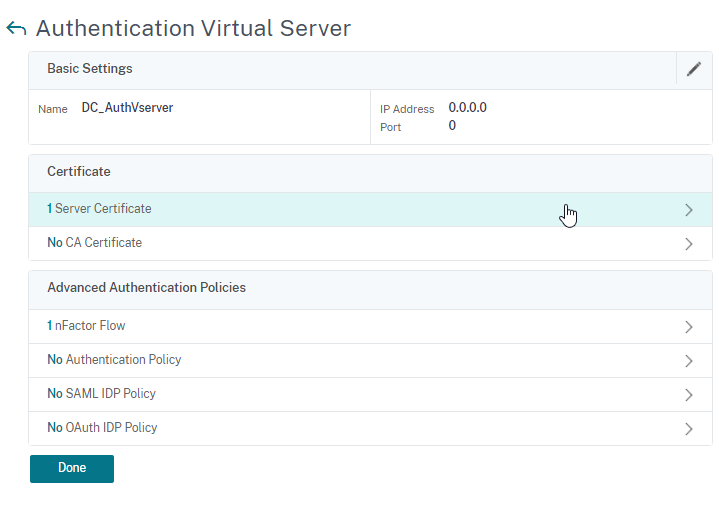 Authentication Virtual Server
Basic Settings
Name DC_AuthVserver
IP Address 0.0.0.0
Port 0
Certificate
1 Server Certificate
No CA Certificate
Advanced Authentication Policies
1 nFactor Flow
No Authentication Policy
No SAML IDP Policy
No OAuth IDP Policy
Done